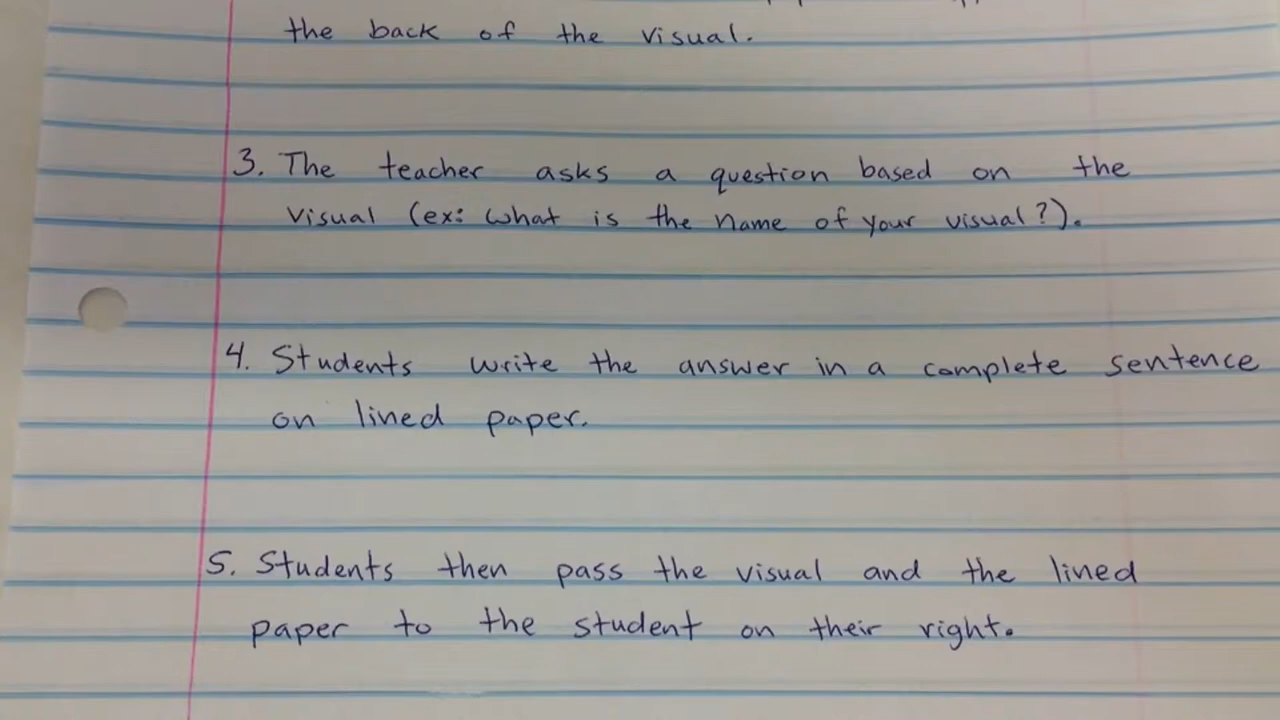 the back of the visual.
3. The teacher asks a question based on the
visual (ex: what is the name of your visual?).
4. Students write the answer in a complete sentence
on lined paper.
5. Students then pass the visual and the lined
paper to the student on their right.